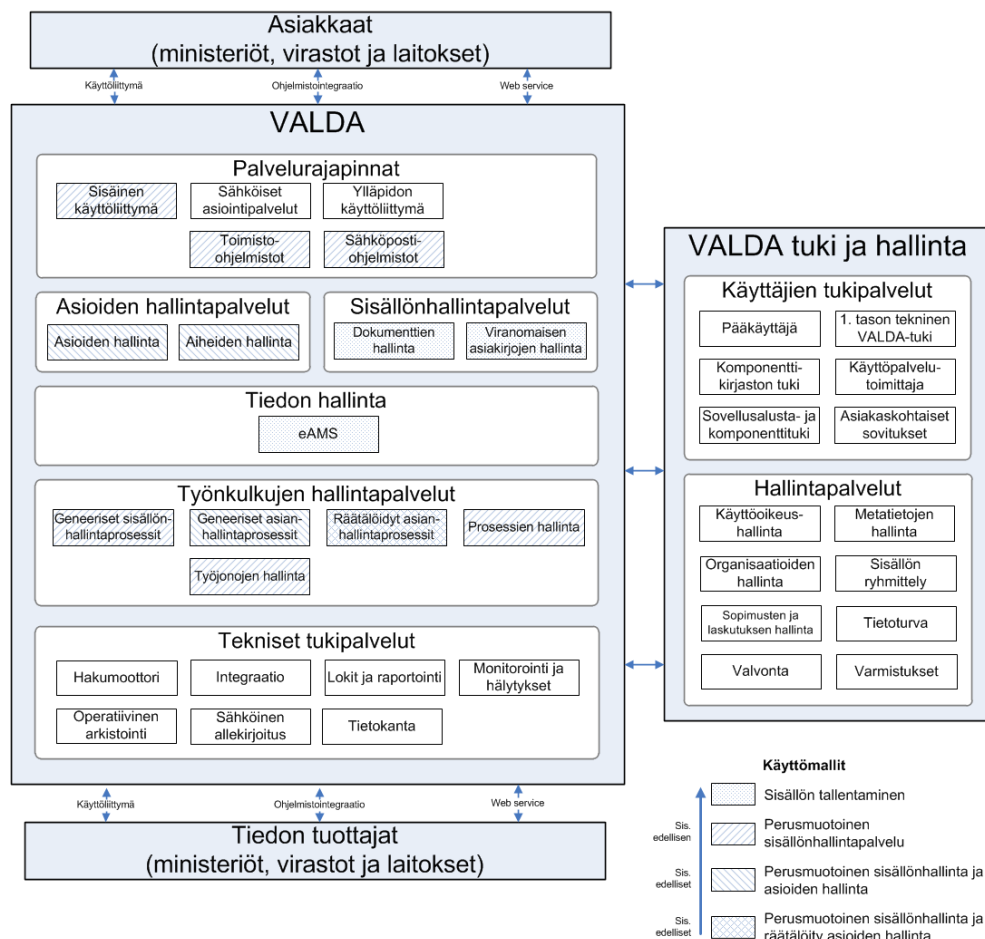 Asiakkaat
(ministeriöt, virastot ja laitokset)
Käyttöliittymä
Ohjelmistointegraatio
Web service
VALDA
Palvelurajapinnat
Sisäinen
käyttöliittymä
Sähköiset
asiointipalvelut
Ylläpidon
käyttöliittymä
Toimisto-
ohjelmistot
Sähköposti-
ohjelmistot
Asioiden hallintapalvelut
Asioiden hallinta
Aiheiden hallinta
Sisällönhallintapalvelut
Dokumenttien
hallinta
Viranomaisen
asiakirjojen hallinta
Tiedon hallinta
eAMS
Työnkulkujen hallintapalvelut
Geneeriset sisällön-
hallintaprosessit
Geneeriset asian-
hallintaprosessit
Räätälöidyt asian-
hallintaprosessit
Prosessien hallinta
Työjonojen hallinta
Tekniset tukipalvelut
Hakumoottori
Integraatio
Lokit ja raportointi
Monitorointi ja
hälytykset
Operatiivinen
arkistointi
Sähköinen
allekirjoitus
Tietokanta
Käyttöliittymä
Ohjelmistointegraatio
Web service
Tiedon tuottajat
(ministeriöt, virastot ja laitokset)
VALDA tuki ja hallinta
Käyttäjien tukipalvelut
Pääkäyttäjä
1. tason tekninen
VALDA-tuki
Komponentti-
kirjaston tuki
Käyttöpalvelu-
toimittaja
Sovellusalusta- ja
komponenttituki
Asiakaskohtaiset
sovitukset
Hallintapalvelut
Käyttöoikeus-
hallinta
Metatietojen
hallinta
Organisaatioiden
hallinta
Sisällön
ryhmittely
Sopimusten ja
laskutuksen hallinta
Tietoturva
Valvonta
Varmistukset
Käyttömallit
Sisällön tallentaminen
Sis.
edellisen
Perusmuotoinen
sisällönhallintapalvelu
Sis.
edelliset
Perusmuotoinen sisällönhallinta ja
asioiden hallinta
Sis.
edelliset
Perusmuotoinen sisällönhallinta ja
räätälöity asioiden hallinta